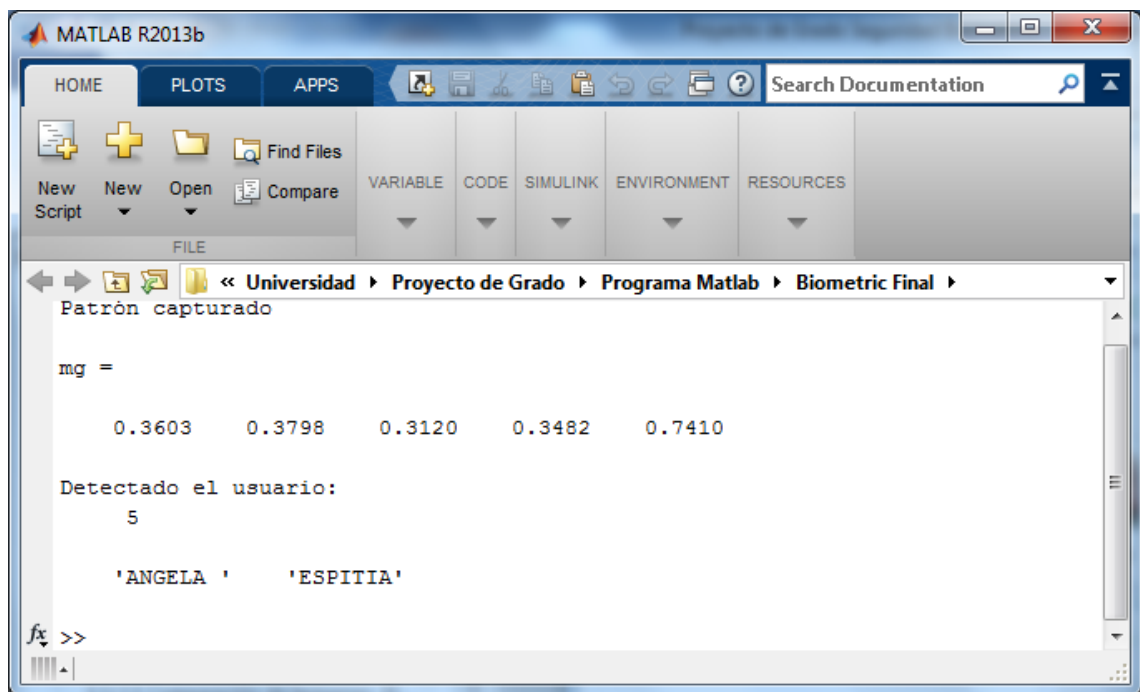 MATLAB R2013b
HOME PLOTS APPS Search Documentation
New Script New Open Find Files Compare
FILE VARIABLE CODE SIMULINK ENVIRONMENT RESOURCES
« Universidad ▸ Proyecto de Grado ▸ Programa Matlab ▸ Biometric Final ▸
Patrón capturado
mg =
0.3603 0.3798 0.3120 0.3482 0.7410
Detectado el usuario:
5
'ANGELA ' 'ESPITIA'
fx >>